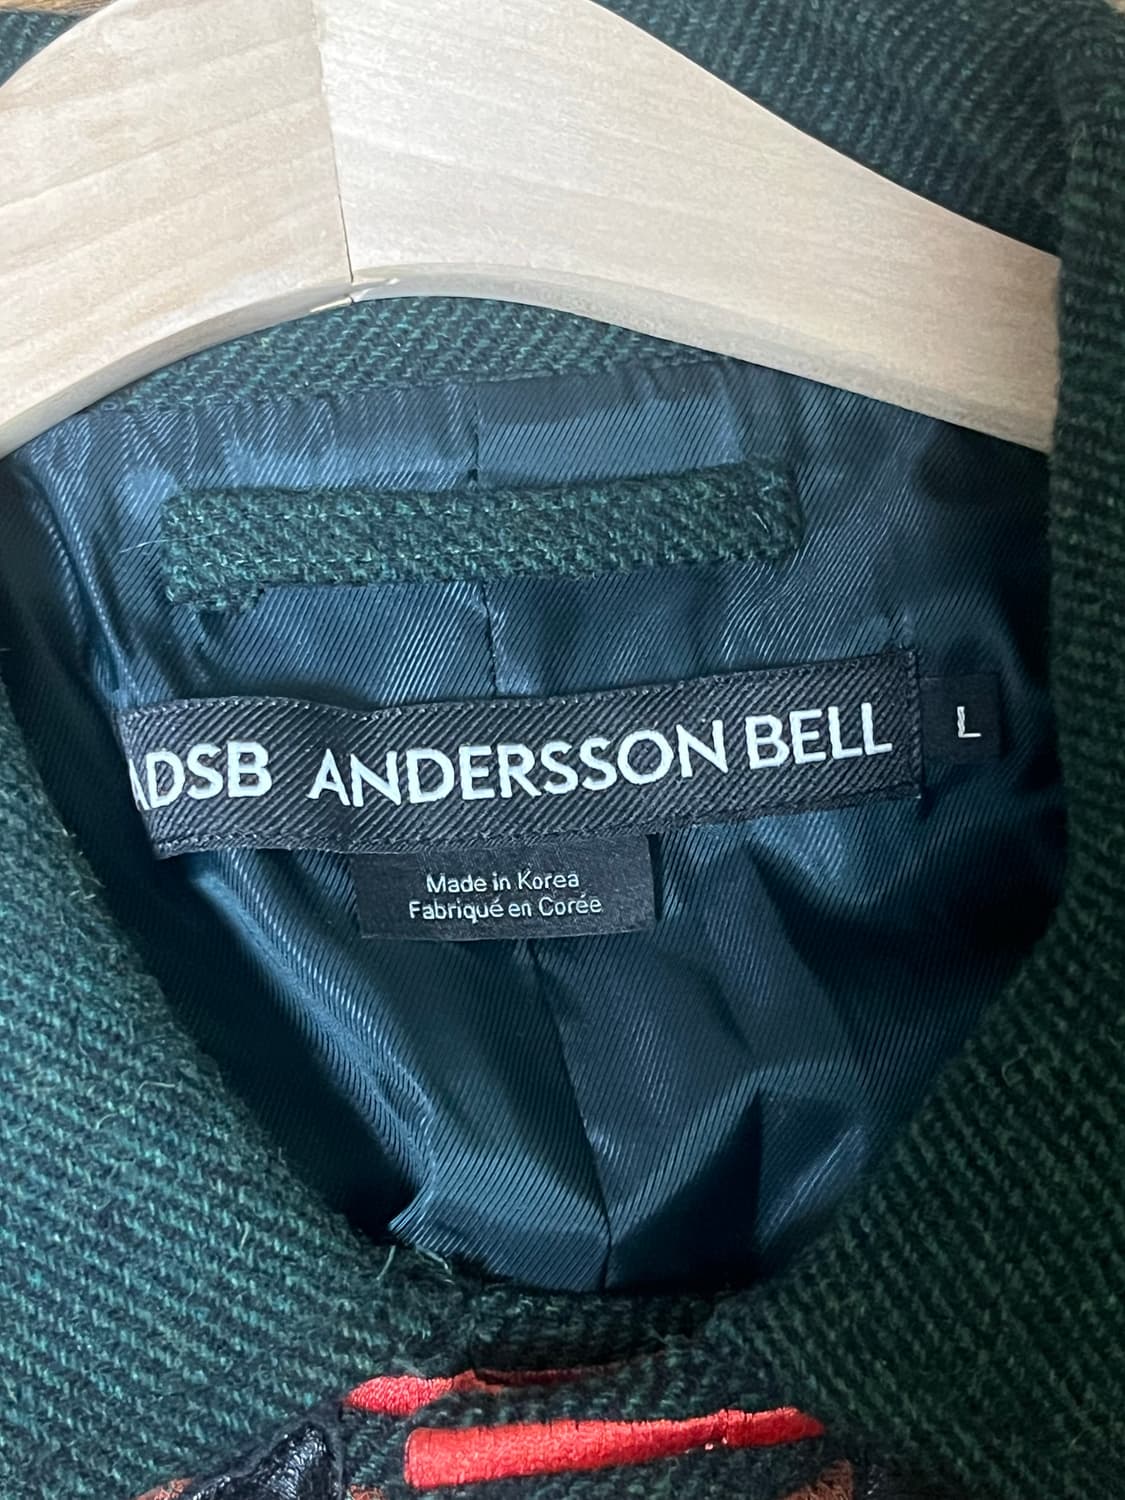 ADSB ANDERSSON BELL
L
Made in Korea
Fabriqué en Corée